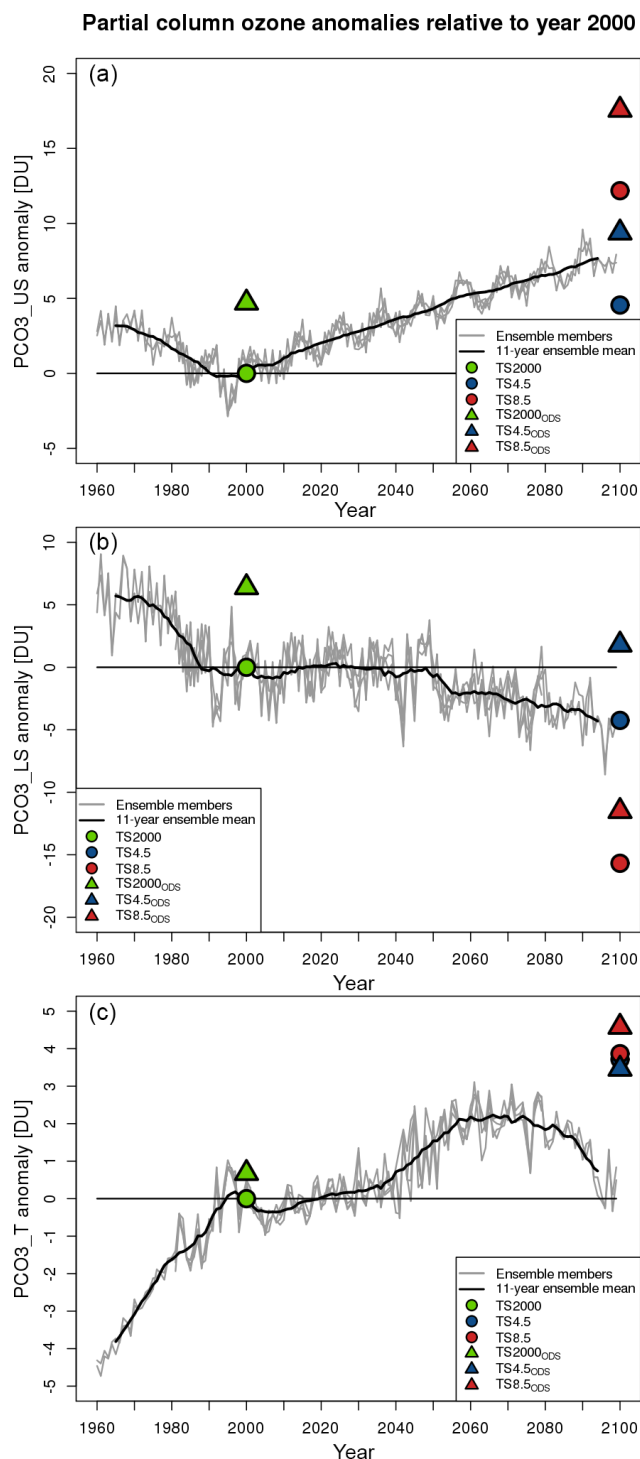 Partial column ozone anomalies relative to year 2000
(a)
PCO3_US anomaly [DU]
20
15
10
5
0
-5
Ensemble members
11-year ensemble mean
TS2000
TS4.5
TS8.5
TS2000ODS
TS4.5ODS
TS8.5ODS
1960 1980 2000 2020 2040 2060 2080 2100
Year
(b)
PCO3_LS anomaly [DU]
10
5
0
-5
-10
-15
-20
Ensemble members
11-year ensemble mean
TS2000
TS4.5
TS8.5
TS2000ODS
TS4.5ODS
TS8.5ODS
1960 1980 2000 2020 2040 2060 2080 2100
Year
(c)
PCO3_T anomaly [DU]
5
4
3
2
1
0
-1
-2
-3
-4
-5
Ensemble members
11-year ensemble mean
TS2000
TS4.5
TS8.5
TS2000ODS
TS4.5ODS
TS8.5ODS
1960 1980 2000 2020 2040 2060 2080 2100
Year